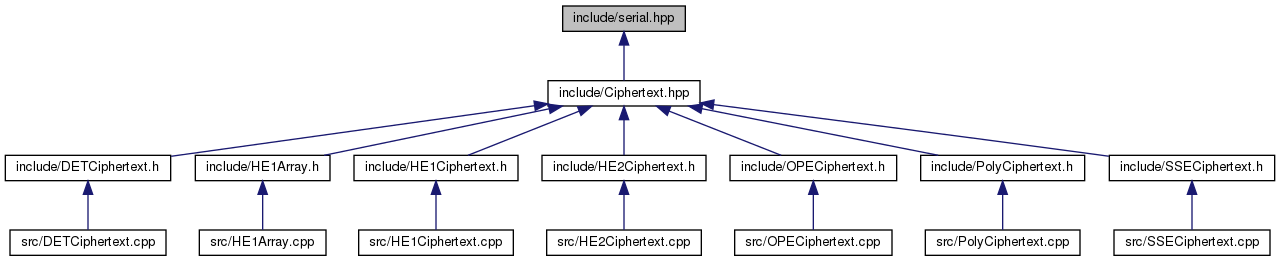 include/serial.hpp
include/Ciphertext.hpp
include/DETCiphertext.h
include/HE1Array.h
include/HE1Ciphertext.h
include/HE2Ciphertext.h
include/OPECiphertext.h
include/PolyCiphertext.h
include/SSECiphertext.h
src/DETCiphertext.cpp
src/HE1Array.cpp
src/HE1Ciphertext.cpp
src/HE2Ciphertext.cpp
src/OPECiphertext.cpp
src/PolyCiphertext.cpp
src/SSECiphertext.cpp